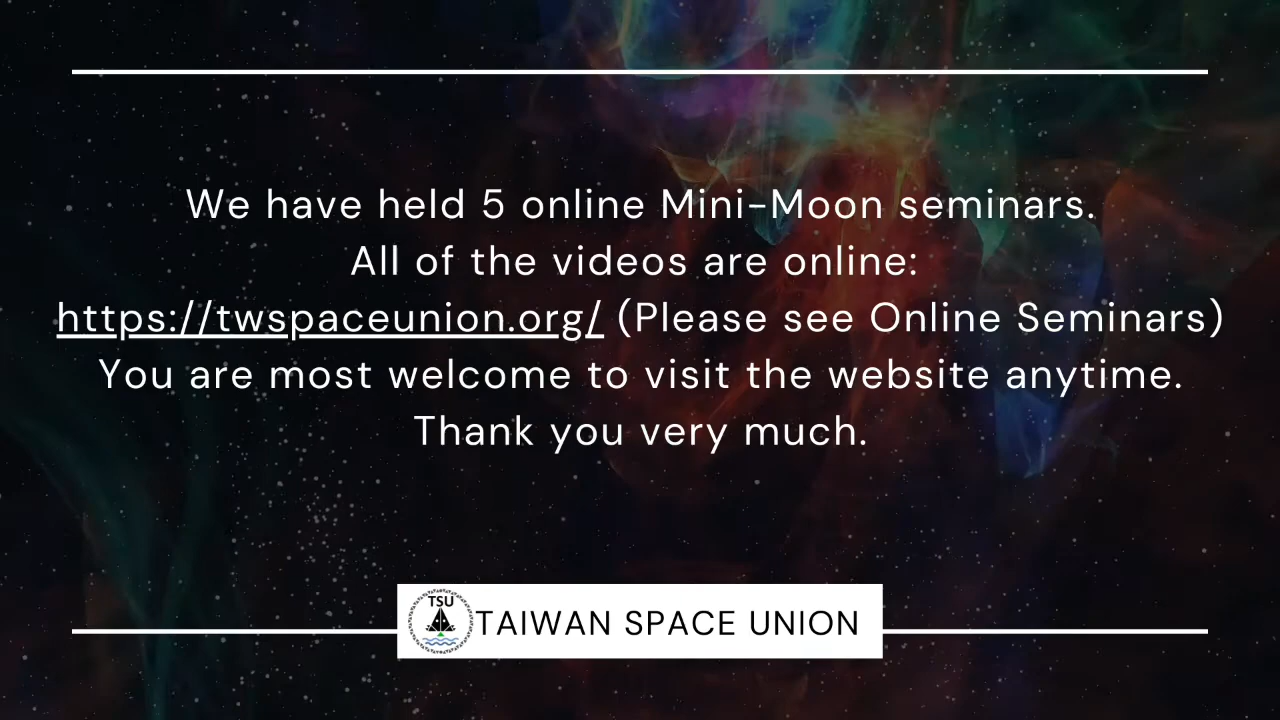 We have held 5 online Mini-Moon seminars.
All of the videos are online:
https://twspaceunion.org/ (Please see Online Seminars)
You are most welcome to visit the website anytime.
Thank you very much.
TSU
TAIWAN SPACE UNION